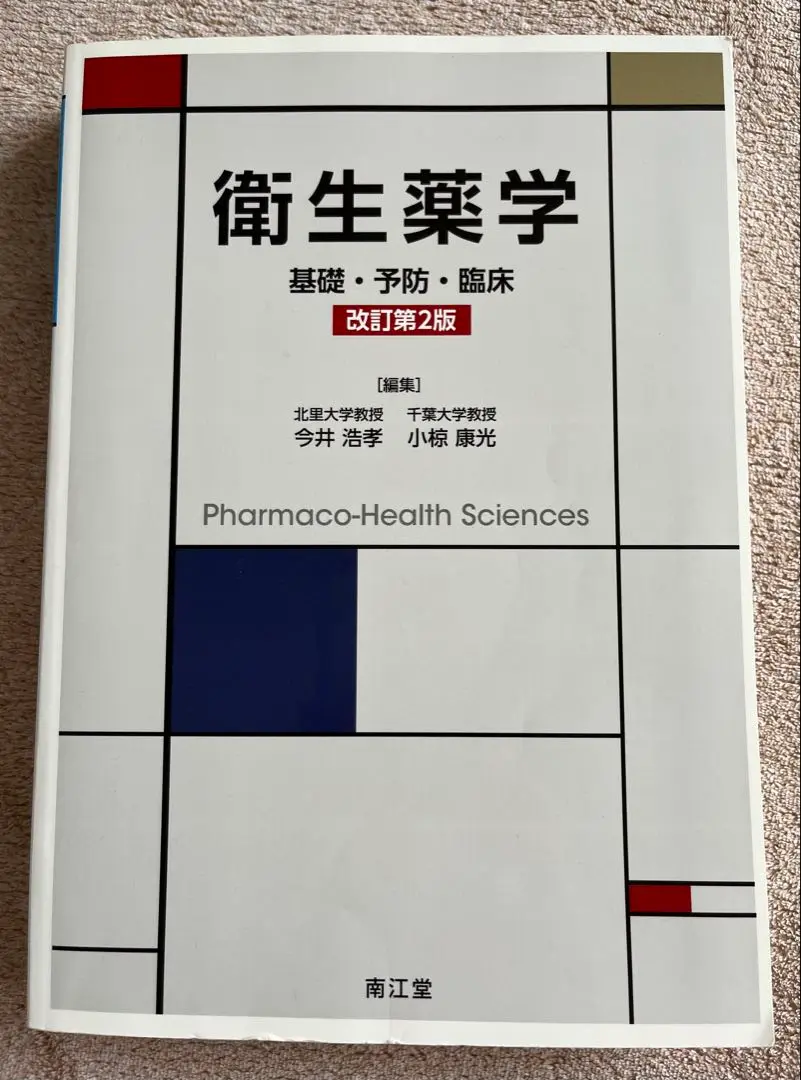 衛生薬学
基礎・予防・臨床
改訂第2版
[編集]
北里大学教授　千葉大学教授
今井 浩孝　小椋 康光
Pharmaco-Health Sciences
南江堂